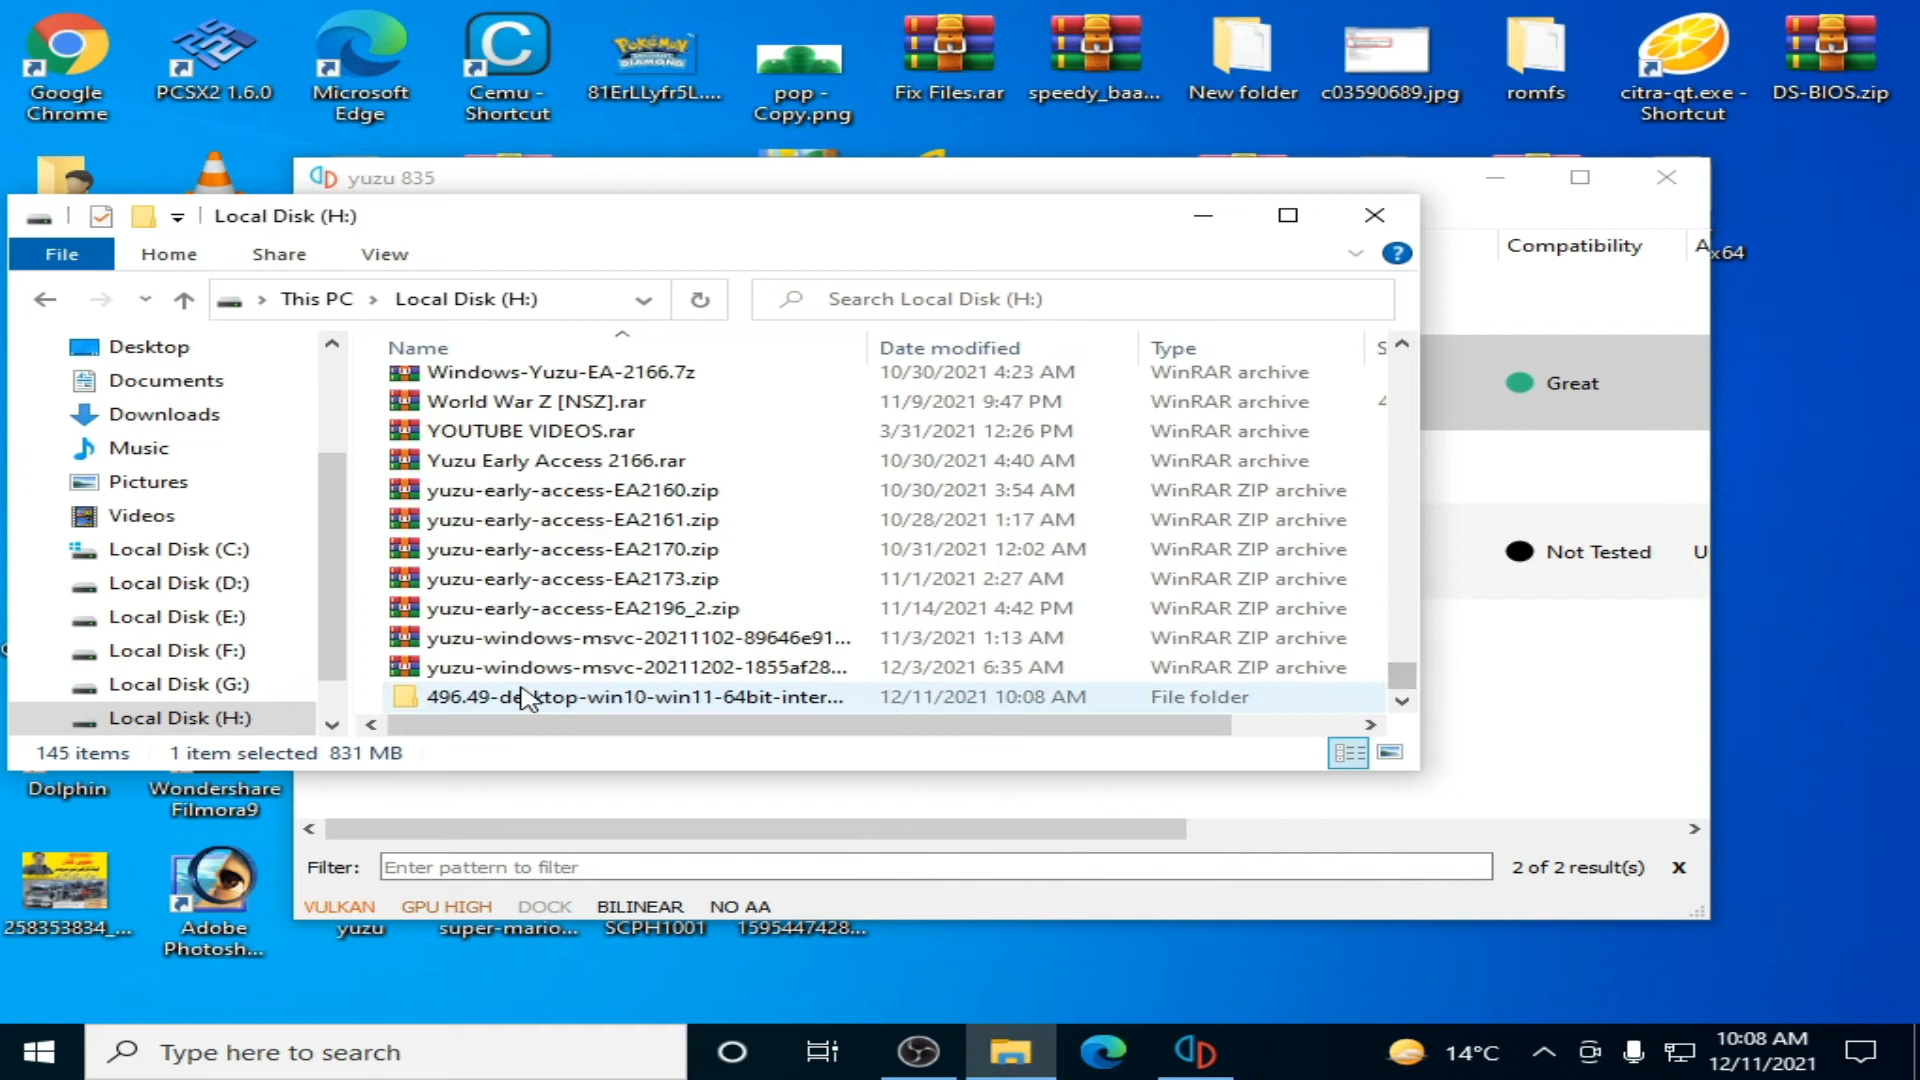 Google Chrome
PCSX2 1.6.0
Microsoft Edge
Cemu - Shortcut
81ErLLyfr5L....
pop - Copy.png
Fix Files.rar
speedy_baa...
New folder
c03590689.jpg
romfs
citra-qt.exe - Shortcut
DS-BIOS.zip
POKÉMON DIAMOND
yuzu 835
Local Disk (H:)
File Home Share View
Compatibility A
x64
This PC > Local Disk (H:)
Search Local Disk (H:)
Desktop
Documents
Downloads
Music
Pictures
Videos
Local Disk (C:)
Local Disk (D:)
Local Disk (E:)
Local Disk (F:)
Local Disk (G:)
Local Disk (H:)
Name Date modified Type S
Windows-Yuzu-EA-2166.7z 10/30/2021 4:23 AM WinRAR archive
World War Z [NSZ].rar 11/9/2021 9:47 PM WinRAR archive 4
YOUTUBE VIDEOS.rar 3/31/2021 12:26 PM WinRAR archive
Yuzu Early Access 2166.rar 10/30/2021 4:40 AM WinRAR archive
yuzu-early-access-EA2160.zip 10/30/2021 3:54 AM WinRAR ZIP archive
yuzu-early-access-EA2161.zip 10/28/2021 1:17 AM WinRAR ZIP archive
yuzu-early-access-EA2170.zip 10/31/2021 12:02 AM WinRAR ZIP archive
yuzu-early-access-EA2173.zip 11/1/2021 2:27 AM WinRAR ZIP archive
yuzu-early-access-EA2196_2.zip 11/14/2021 4:42 PM WinRAR ZIP archive
yuzu-windows-msvc-20211102-89646e91... 11/3/2021 1:13 AM WinRAR ZIP archive
yuzu-windows-msvc-20211202-1855af28... 12/3/2021 6:35 AM WinRAR ZIP archive
496.49-desktop-win10-win11-64bit-inter... 12/11/2021 10:08 AM File folder
Great
Not Tested U
145 items 1 item selected 831 MB
Dolphin
Wondershare Filmora9
Filter: Enter pattern to filter 2 of 2 result(s) X
VULKAN GPU HIGH DOCK BILINEAR NO AA
258353834_...
Adobe Photosh...
yuzu
super-mario...
SCPH1001
1595447428...
Type here to search
14°C
10:08 AM
12/11/2021